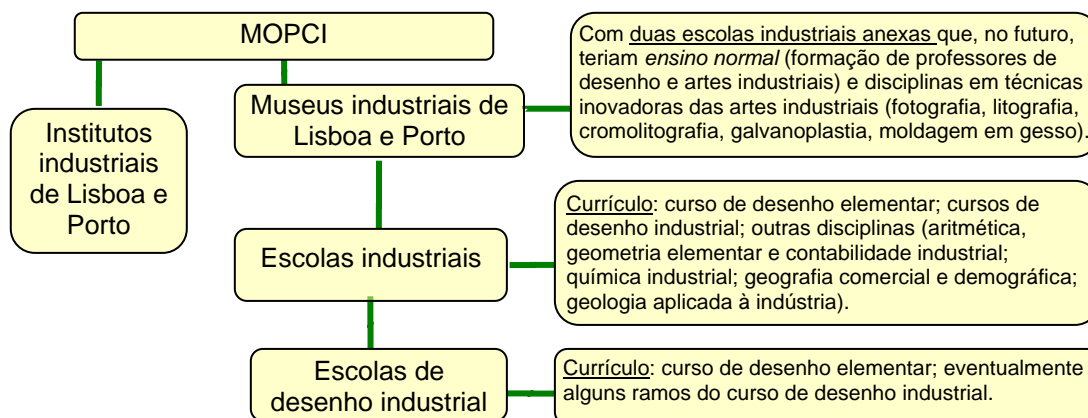 MOPCI
Institutos
industriais
de Lisboa e
Porto
Museus industriais de
Lisboa e Porto
Com duas escolas industriais anexas que, no futuro,
teriam ensino normal (formação de professores de
desenho e artes industriais) e disciplinas em técnicas
inovadoras das artes industriais (fotografia, litografia,
cromolitografia, galvanoplastia, moldagem em gesso).
Escolas industriais
Currículo: curso de desenho elementar; cursos de
desenho industrial; outras disciplinas (aritmética,
geometria elementar e contabilidade industrial;
química industrial; geografia comercial e demográfica;
geologia aplicada à indústria).
Escolas de
desenho industrial
Currículo: curso de desenho elementar; eventualmente
alguns ramos do curso de desenho industrial.